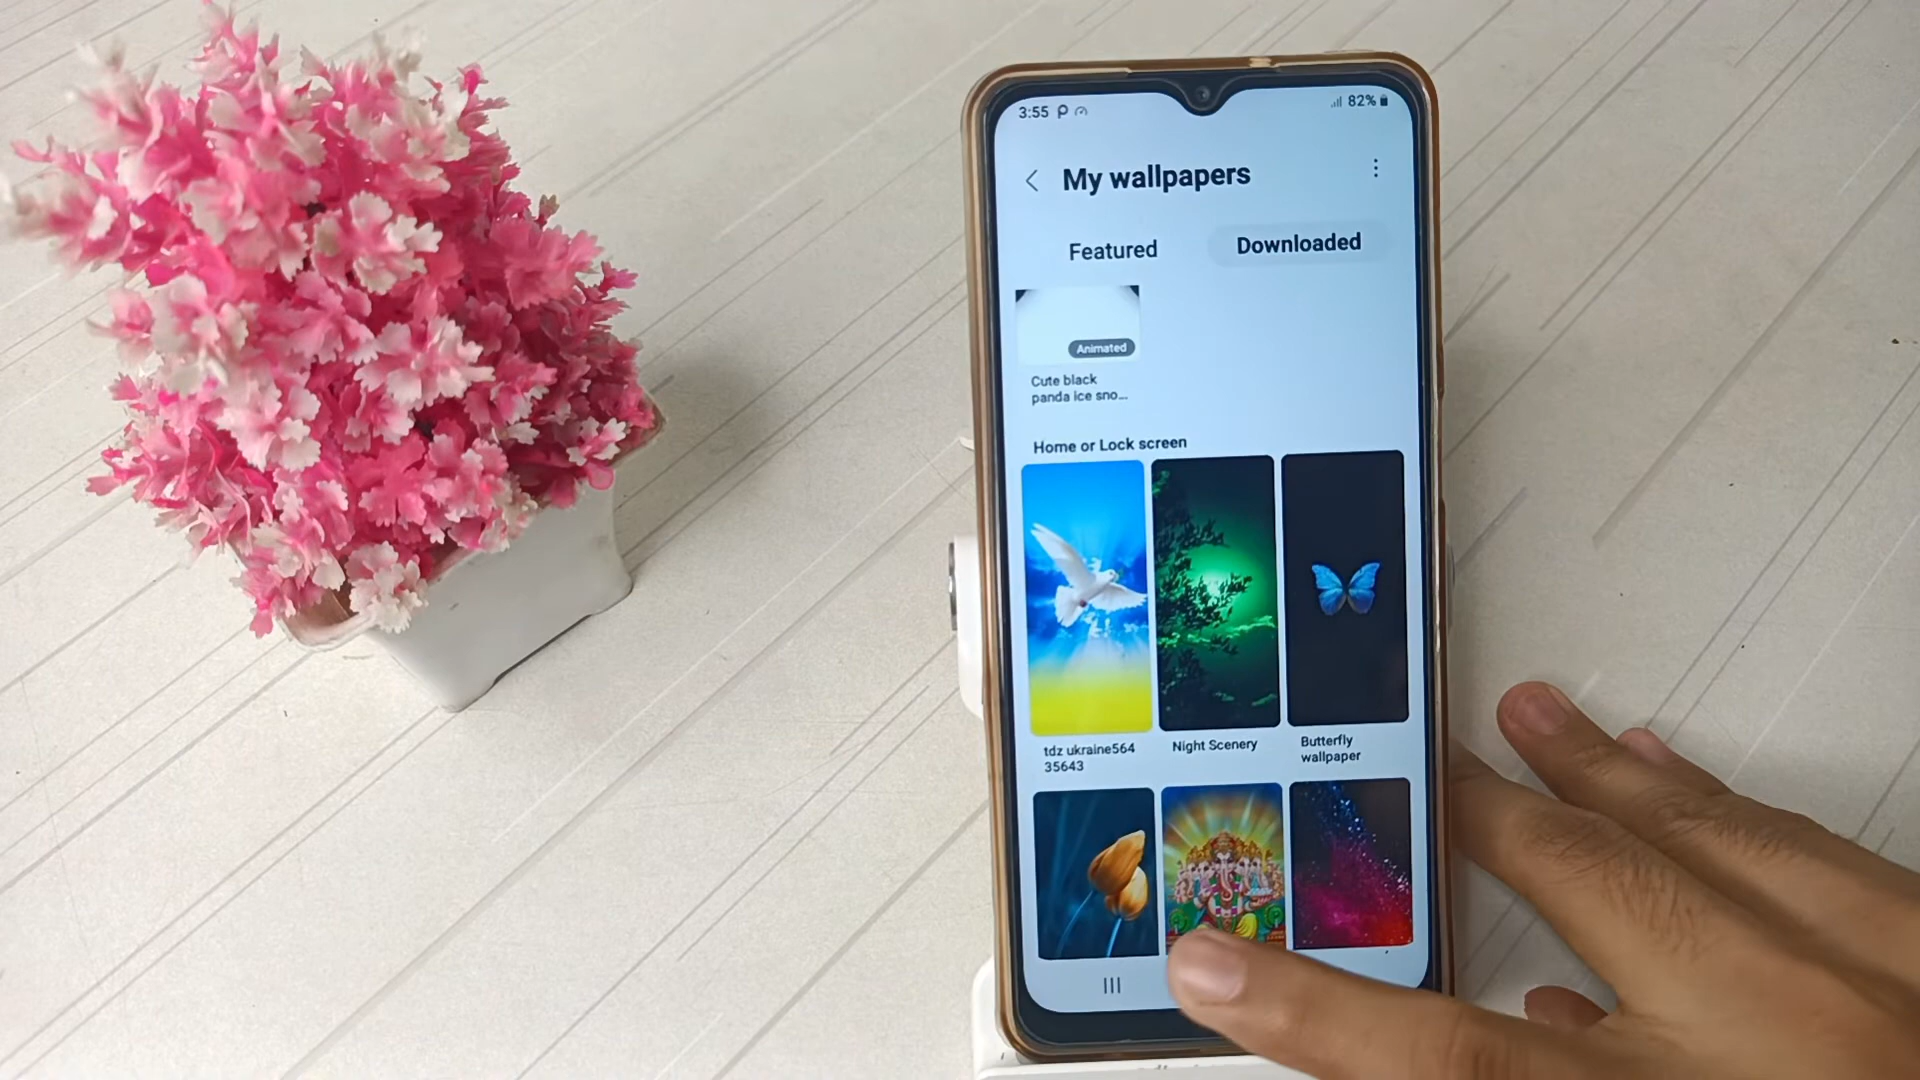 3:55
82%
My wallpapers
Featured
Downloaded
Animated
Cute black
panda ice sno...
Home or Lock screen
tdz ukraine564
35643
Night Scenery
Butterfly
wallpaper